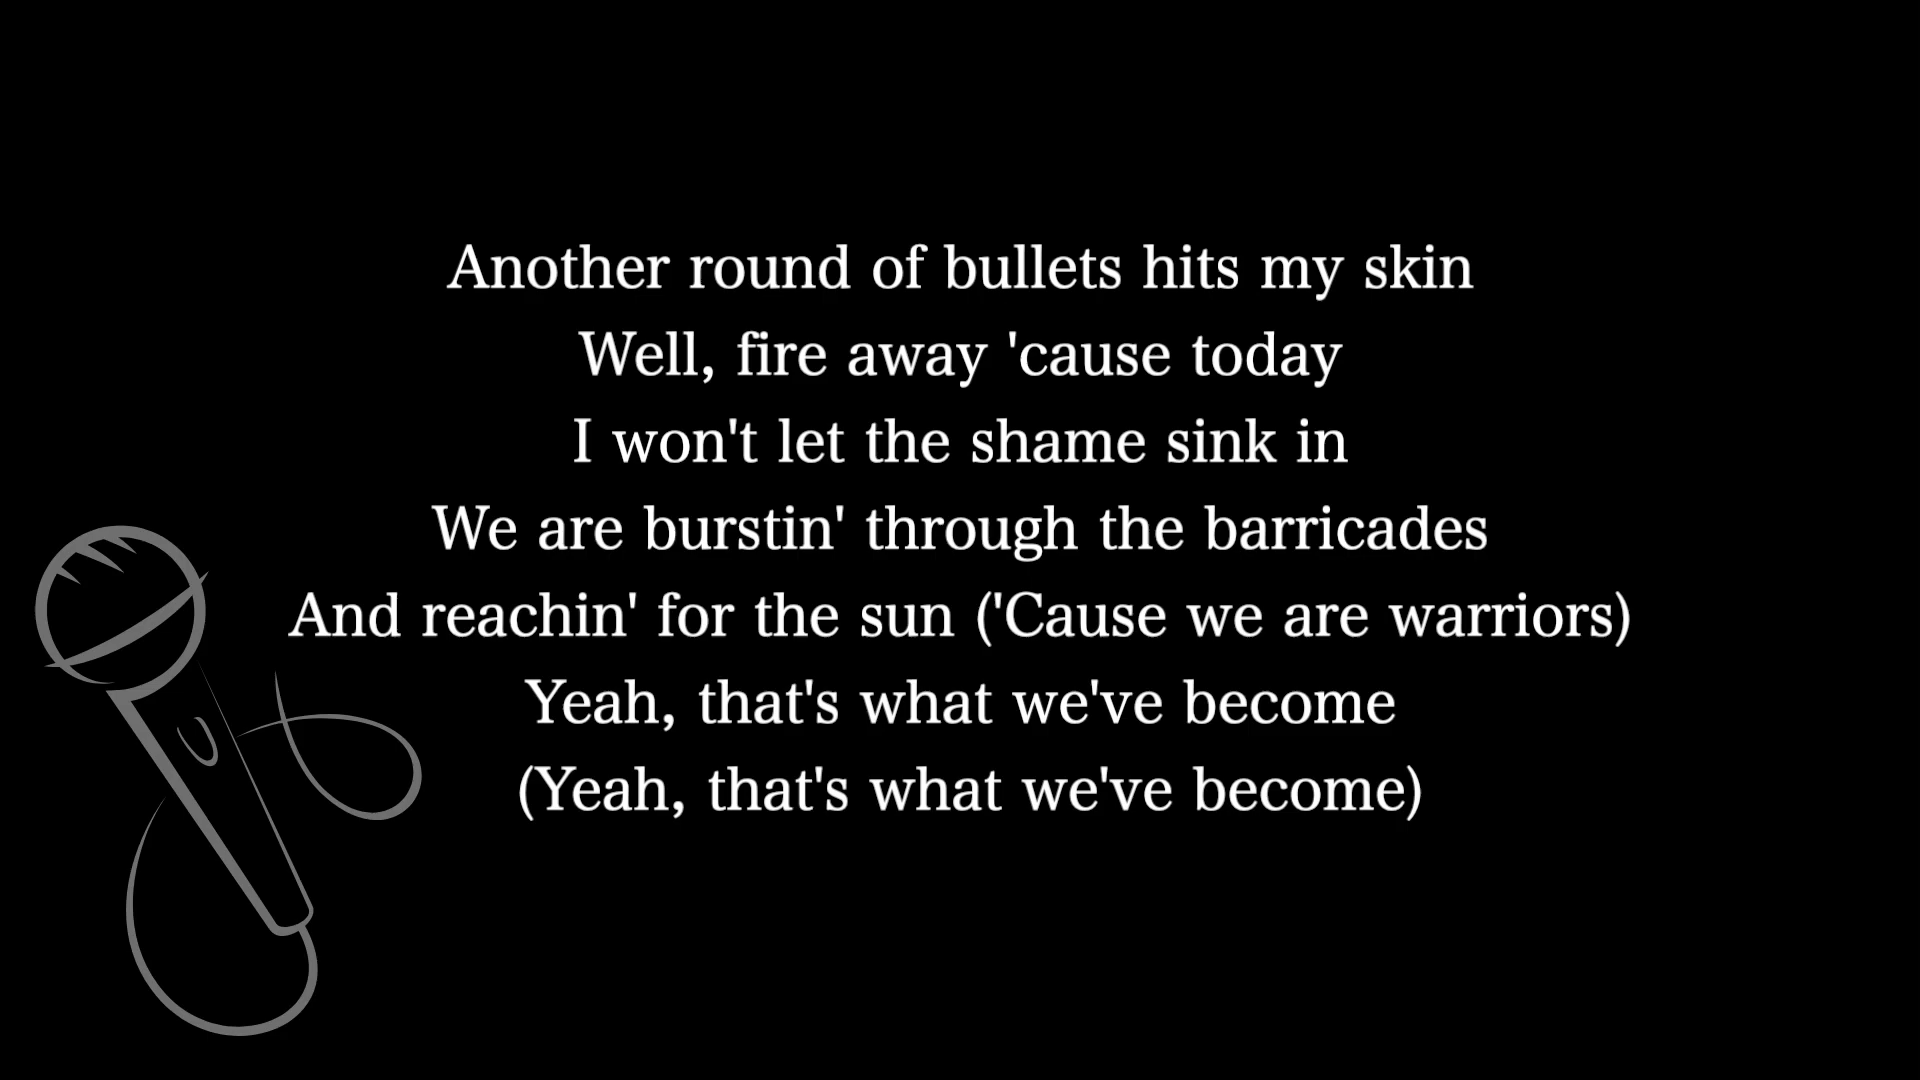 Another round of bullets hits my skin
Well, fire away 'cause today
I won't let the shame sink in
We are burstin' through the barricades
And reachin' for the sun ('Cause we are warriors)
Yeah, that's what we've become
(Yeah, that's what we've become)